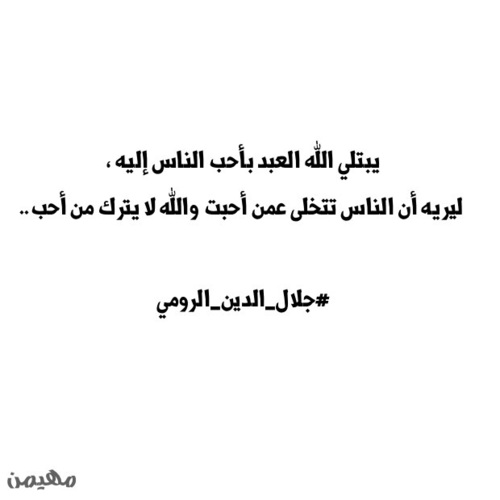 يبتلي الله العبد بأحب الناس إليه ،
ليريه أن الناس تتخلى عمن أحبت والله لا يترك من أحب ..
#جلال_الدين_الرومي
مهيمن